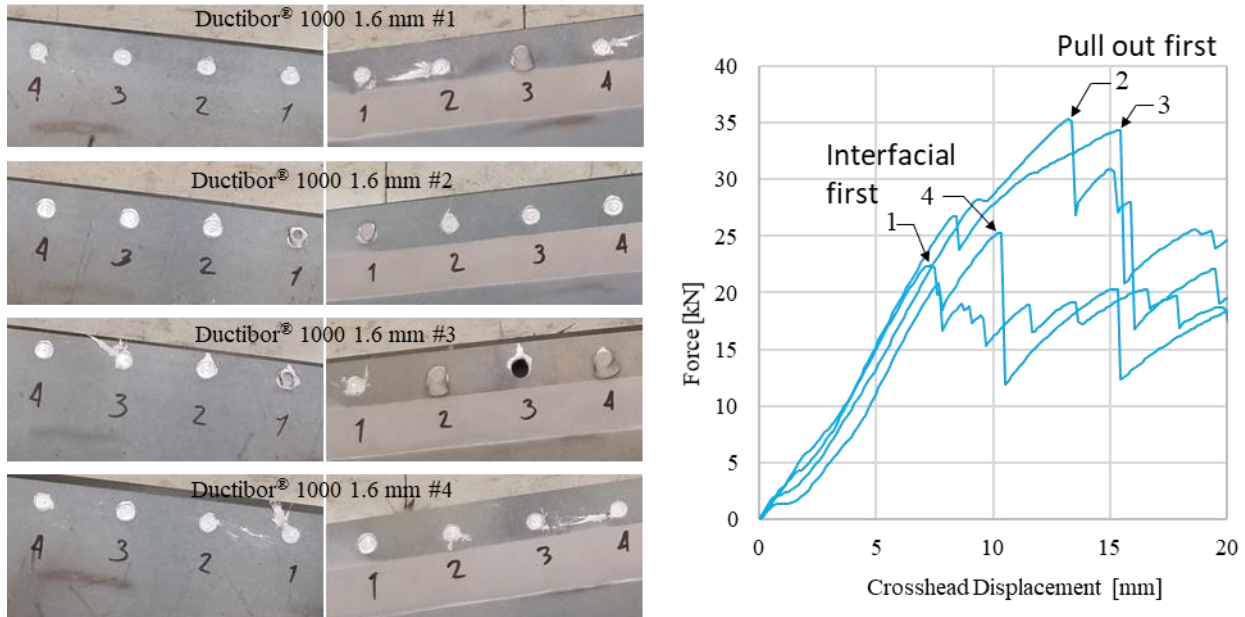 Ductibor® 1000 1.6 mm #1
4 3 2 1
1 2 3 4
Ductibor® 1000 1.6 mm #2
4 3 2 1
1 2 3 4
Ductibor® 1000 1.6 mm #3
4 3 2 1
1 2 3 4
Ductibor® 1000 1.6 mm #4
4 3 2 1
1 2 3 4
Pull out first
2
3
Interfacial
first
4
1
40
35
30
25
20
15
10
5
0
Force [kN]
0 5 10 15 20
Crosshead Displacement [mm]